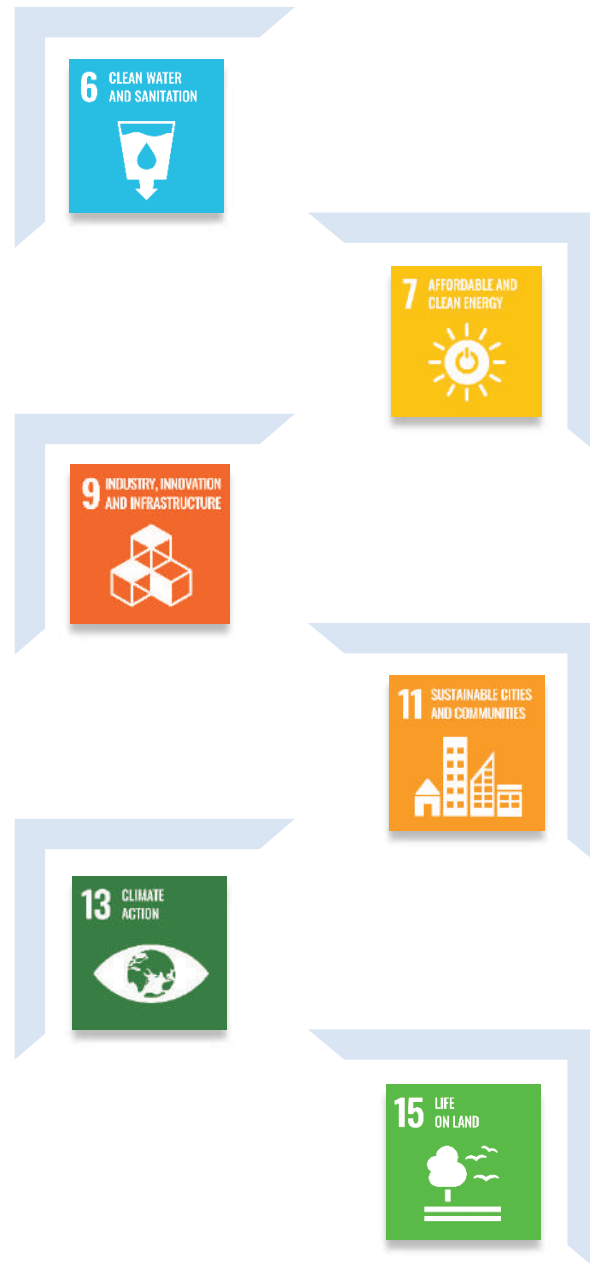 6
CLEAN WATER
AND SANITATION
7
AFFORDABLE AND
CLEAN ENERGY
9
INDUSTRY, INNOVATION
AND INFRASTRUCTURE
11
SUSTAINABLE CITIES
AND COMMUNITIES
13
CLIMATE
ACTION
15
LIFE
ON LAND